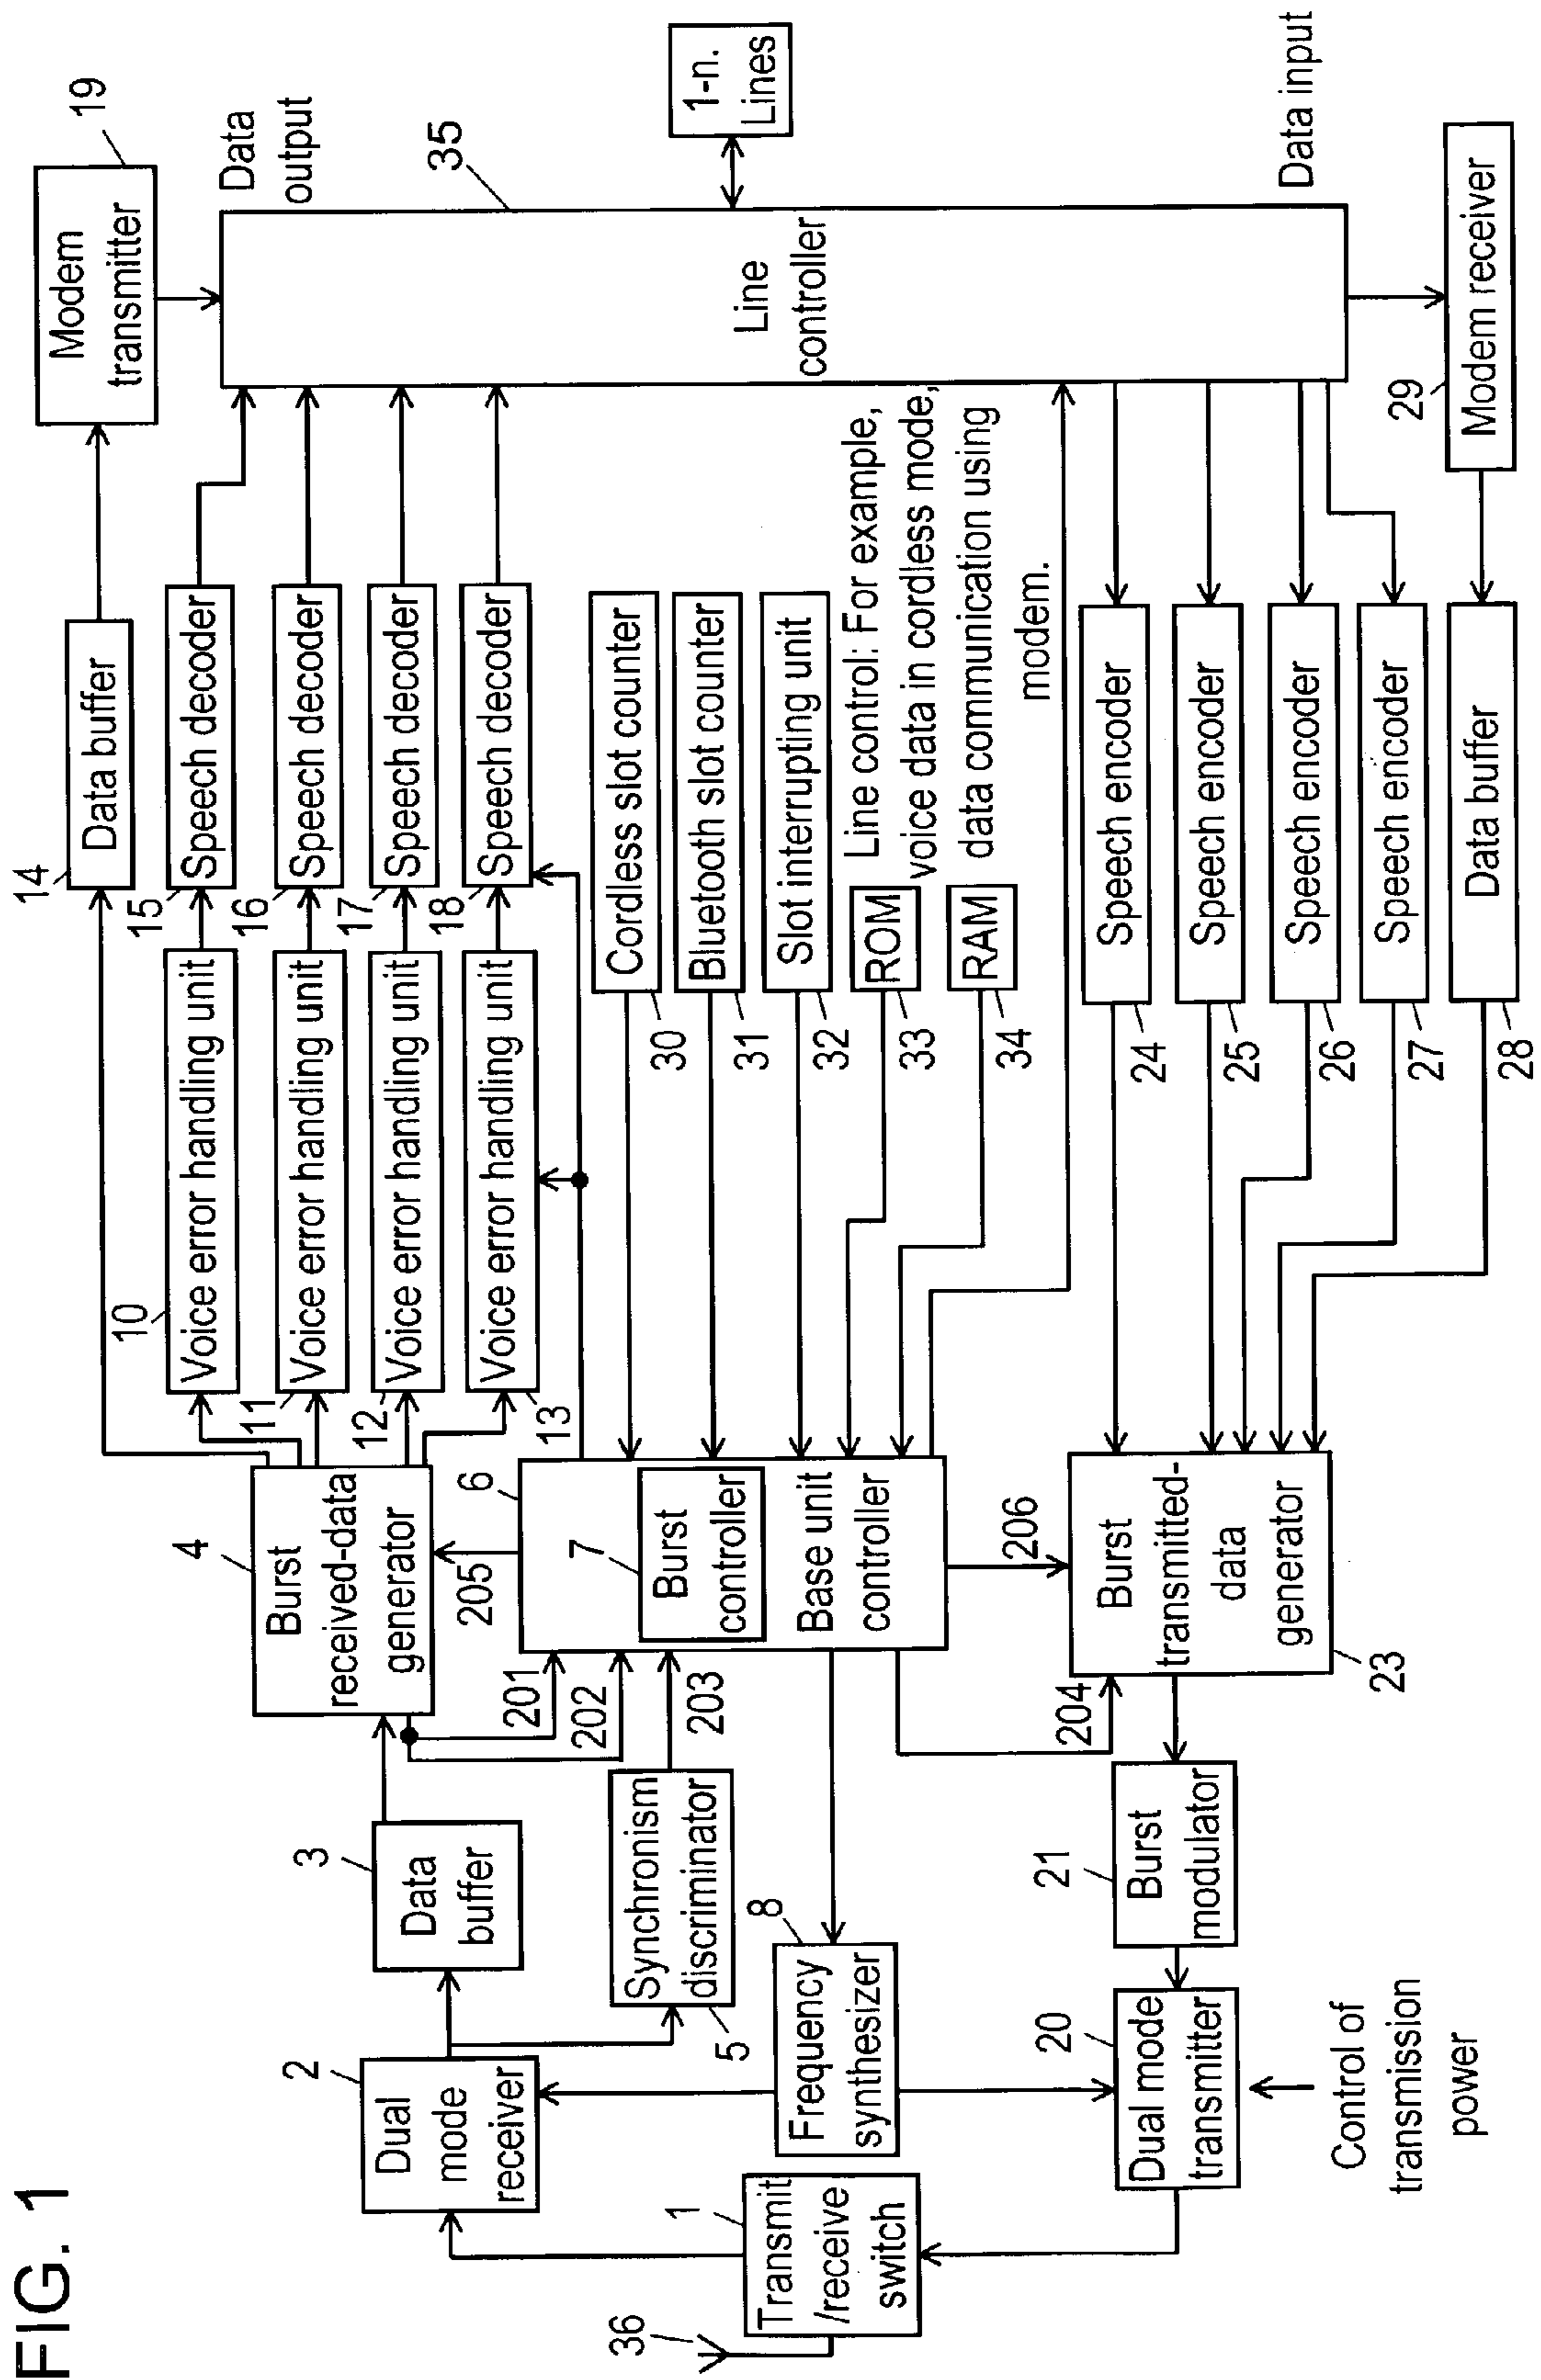 FIG. 1
36
1
Transmit
/receive
switch
2
Dual
mode
receiver
3
Data
buffer
Synchronism
discriminator
5
8
Frequency
synthesizer
20
Dual mode
transmitter
Control of
transmission
power
21
Burst
modulator
4
Burst
received-data
generator
201
202
203
205
6
7
Burst
controller
Base unit
controller
204
206
Burst
transmitted-
data
generator
23
10
Voice error handling unit
11
Voice error handling unit
12
Voice error handling unit
13
Voice error handling unit
14
Data buffer
15
Speech decoder
16
Speech decoder
17
Speech decoder
18
Speech decoder
Cordless slot counter
30
Bluetooth slot counter
31
Slot interrupting unit
32
ROM
33
RAM
34
Line control: For example,
voice data in cordless mode,
data communication using
modem.
Speech encoder
24
Speech encoder
25
Speech encoder
26
Speech encoder
27
Data buffer
28
19
Modem
transmitter
Data
output
35
Line
controller
1-n.
Lines
Data input
29
Modem receiver